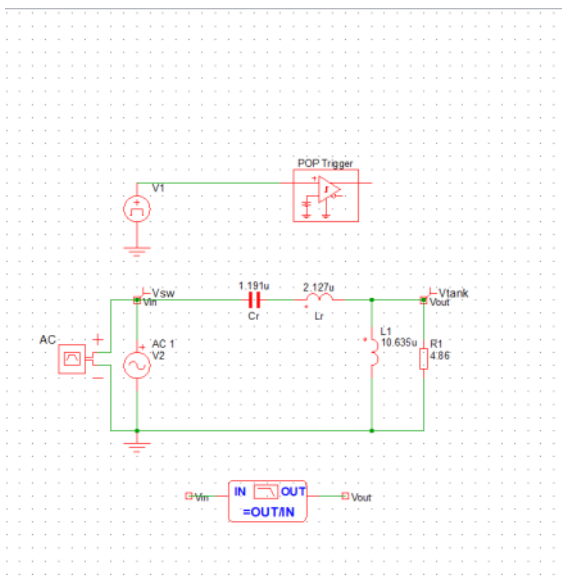 POP Trigger
V1
Vsw
Vin
1.191u
Cr
2.127u
Lr
Vtank
Vout
AC
AC 1
V2
L1
10.635u
R1
4.86
Vin
IN
OUT
=OUT/IN
Vout